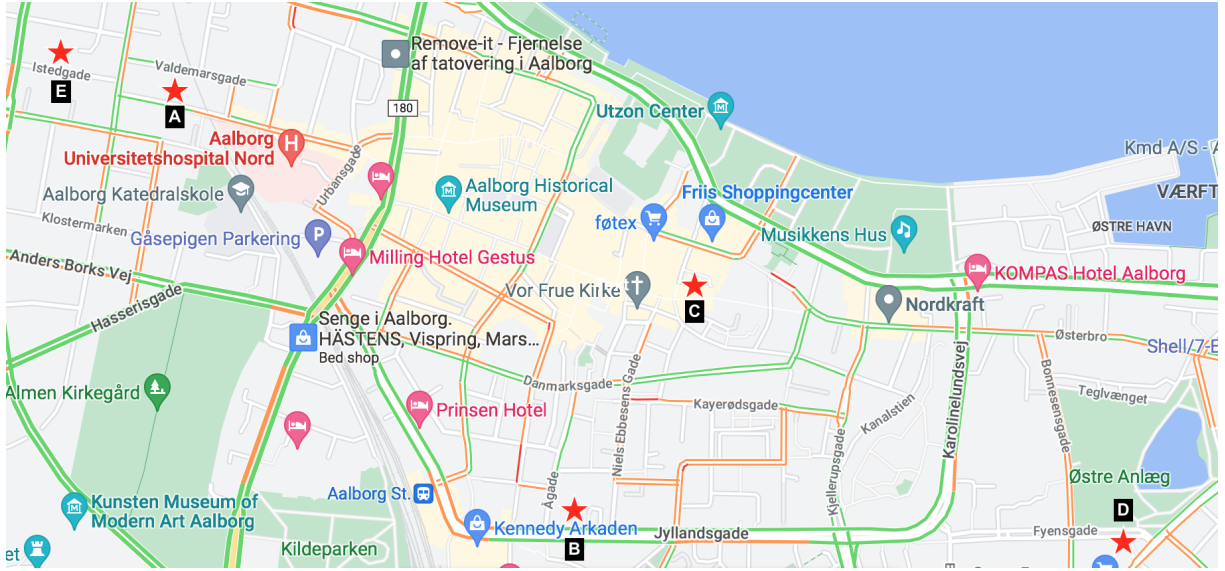 Remove-it - Fjernelse
af tatovering i Aalborg
Istedgade
Valdemarsgade
E
A
180
Utzon Center
Aalborg
Universitetshospital Nord
H
Kmd A/S - A
Urbansgade
Aalborg Katedralskole
Aalborg Historical
Museum
Friis Shoppingcenter
VÆRFT
Klostermarken
føtex
ØSTRE HAVN
Gåsepigen Parkering
P
Musikkens Hus
Milling Hotel Gestus
Anders Borks Vej
KOMPAS Hotel Aalborg
Hasserisgade
Vor Frue Kirke
C
Nordkraft
Senge i Aalborg.
HÄSTENS, Vispring, Mars...
Bed shop
Østerbro
Shell/7-E
Karolinelundsvej
Bonnesensgade
Danmarksgade
Niels Ebbesens Gade
Almen Kirkegård
Teglvænget
Prinsen Hotel
Kayerødsgade
Kanalstien
Kjellerupsgade
Østre Anlæg
Aalborg St.
Ågade
Kunsten Museum of
Modern Art Aalborg
D
Kennedy Arkaden
Jyllandsgade
Fyensgade
B
Kildeparken
et